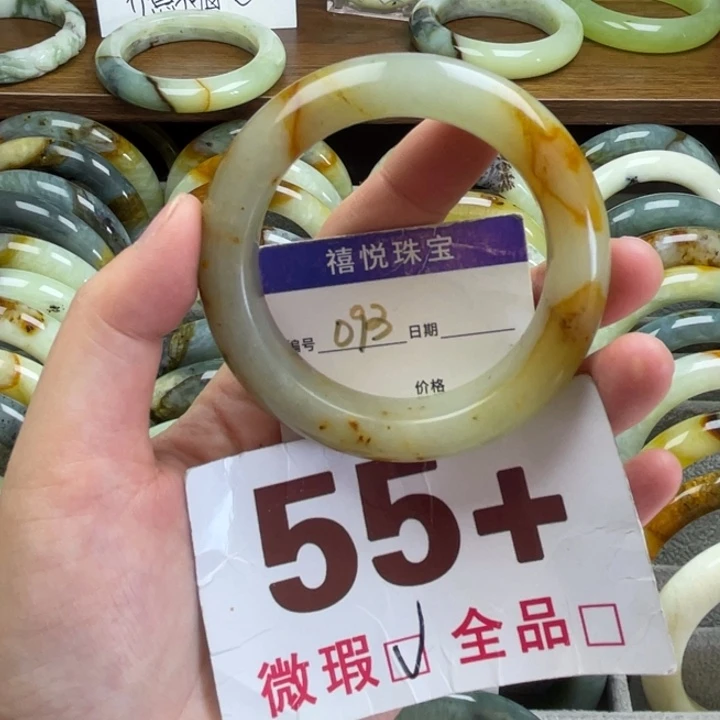 禧悦珠宝
编号 093 日期
价格
55+
微瑕☑ 全品☐